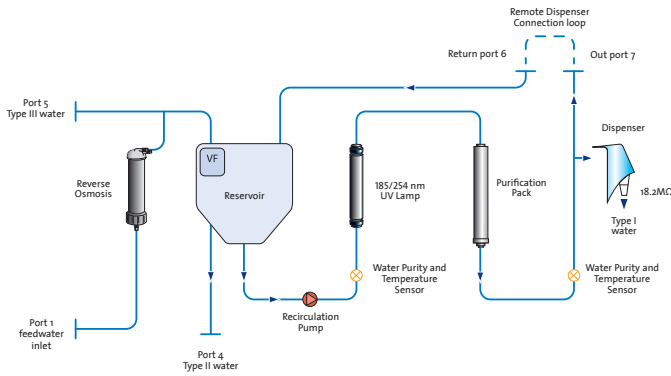 Remote Dispenser
Connection loop
Return port 6
Out port 7
Port 5
Type III water
Dispenser
VF
Reverse
Osmosis
Reservoir
185/254 nm
UV Lamp
Purification
Pack
18.2MΩ
Type I
water
Water Purity and
Temperature
Sensor
Water Purity and
Temperature
Sensor
Recirculation
Pump
Port 1
feedwater
inlet
Port 4
Type II water